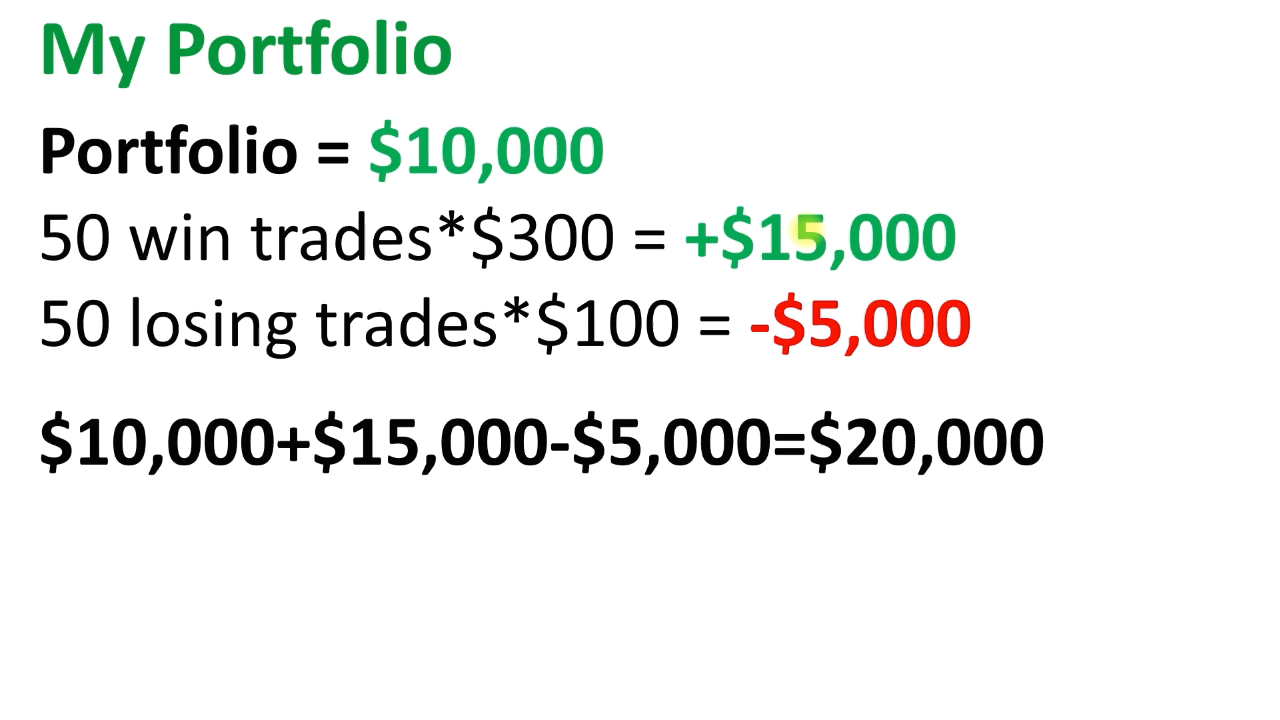 My Portfolio
Portfolio = $10,000
50 win trades*$300 = +$15,000
50 losing trades*$100 = -$5,000
$10,000+$15,000-$5,000=$20,000